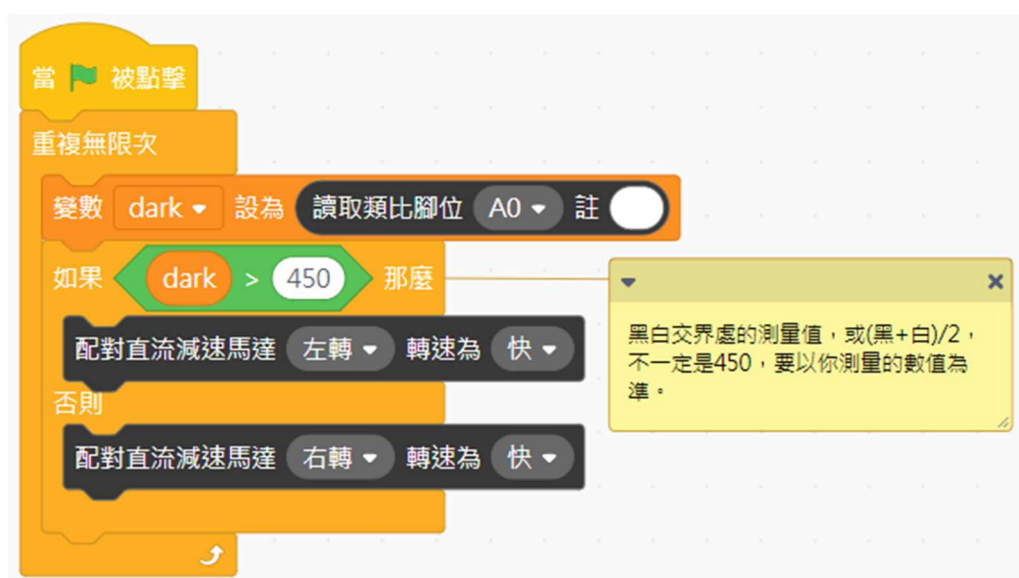 當 被點擊
重複無限次
變數 dark 設為 讀取類比腳位 A0 註
如果 dark > 450 那麼
配對直流減速馬達 左轉 轉速為 快
否則
配對直流減速馬達 右轉 轉速為 快
黑白交界處的測量值，或(黑+白)/2，
不一定是450，要以你測量的數值為
準。